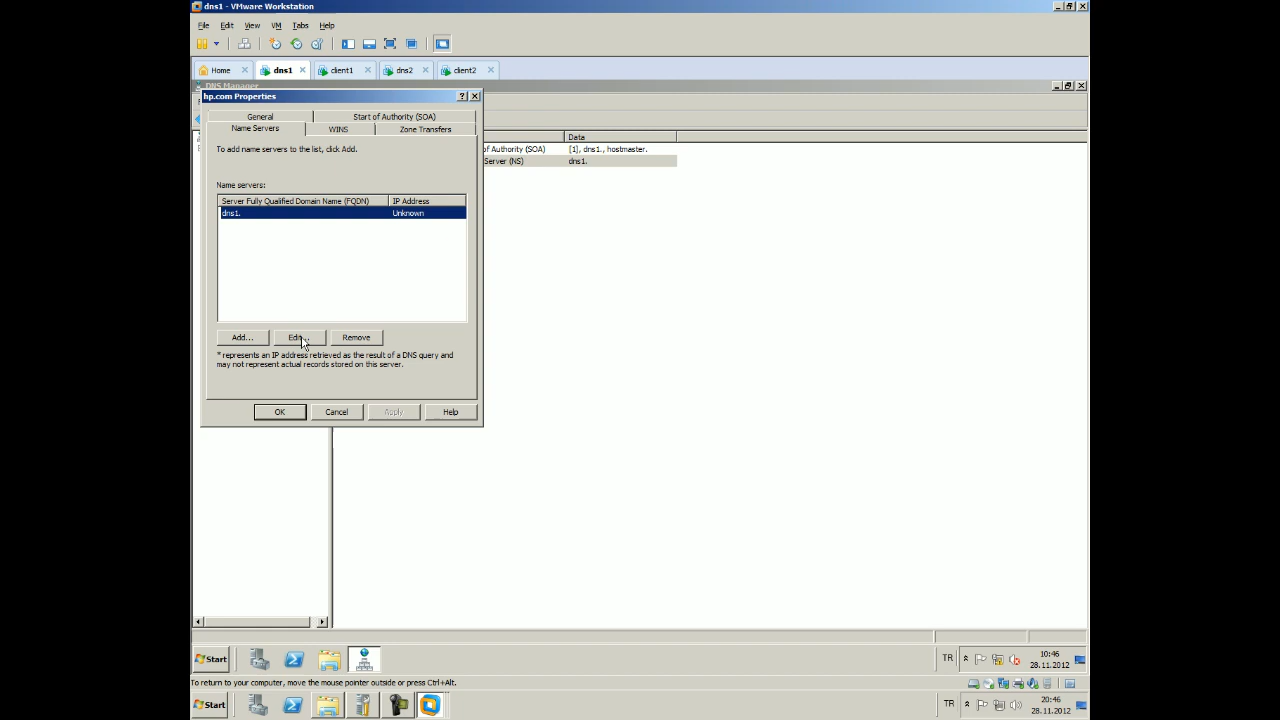 dns1 - VMware Workstation
File Edit View VM Tabs Help
Home dns1 client1 dns2 client2
DNS Manager
hp.com Properties
General Start of Authority (SOA)
Name Servers WINS Zone Transfers
Data
To add name servers to the list, click Add.
of Authority (SOA) [1], dns1., hostmaster.
Server (NS) dns1.
Name servers:
Server Fully Qualified Domain Name (FQDN) IP Address
dns1. Unknown
Add... Edit... Remove
* represents an IP address retrieved as the result of a DNS query and
may not represent actual records stored on this server.
OK Cancel Apply Help
Start TR 10:46
28.11.2012
To return to your computer, move the mouse pointer outside or press Ctrl+Alt.
Start TR 20:46
28.11.2012